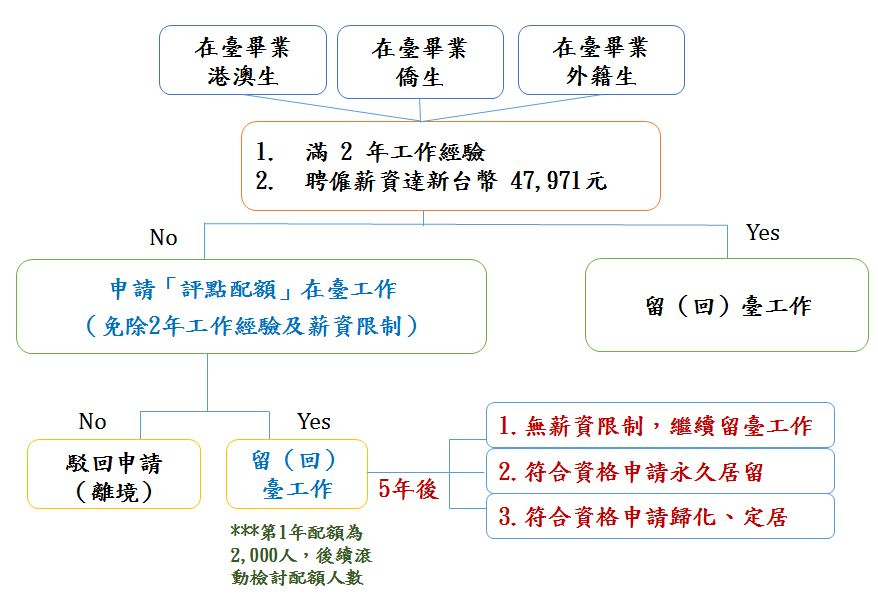 在臺畢業
港澳生
在臺畢業
僑生
在臺畢業
外籍生
1. 滿 2 年工作經驗
2. 聘僱薪資達新台幣 47,971元
No
Yes
申請「評點配額」在臺工作
（免除2年工作經驗及薪資限制）
留（回）臺工作
No
Yes
駁回申請
（離境）
留（回）
臺工作
5年後
1.無薪資限制，繼續留臺工作
2.符合資格申請永久居留
3.符合資格申請歸化、定居
***第1年配額為
2,000人，後續滾
動檢討配額人數